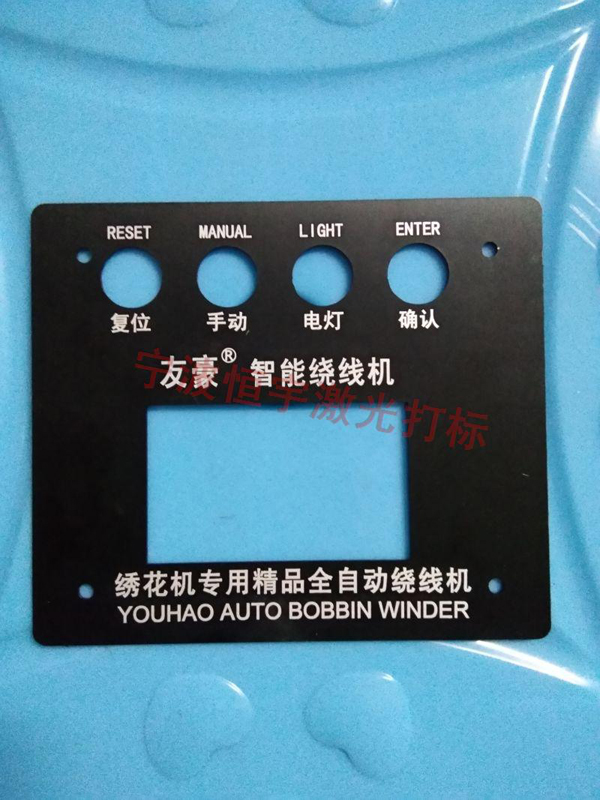 RESET MANUAL LIGHT ENTER
复位 手动 电灯 确认
友豪® 智能绕线机
宁波恒宇激光打标
绣花机专用精品全自动绕线机
YOUHAO AUTO BOBBIN WINDER